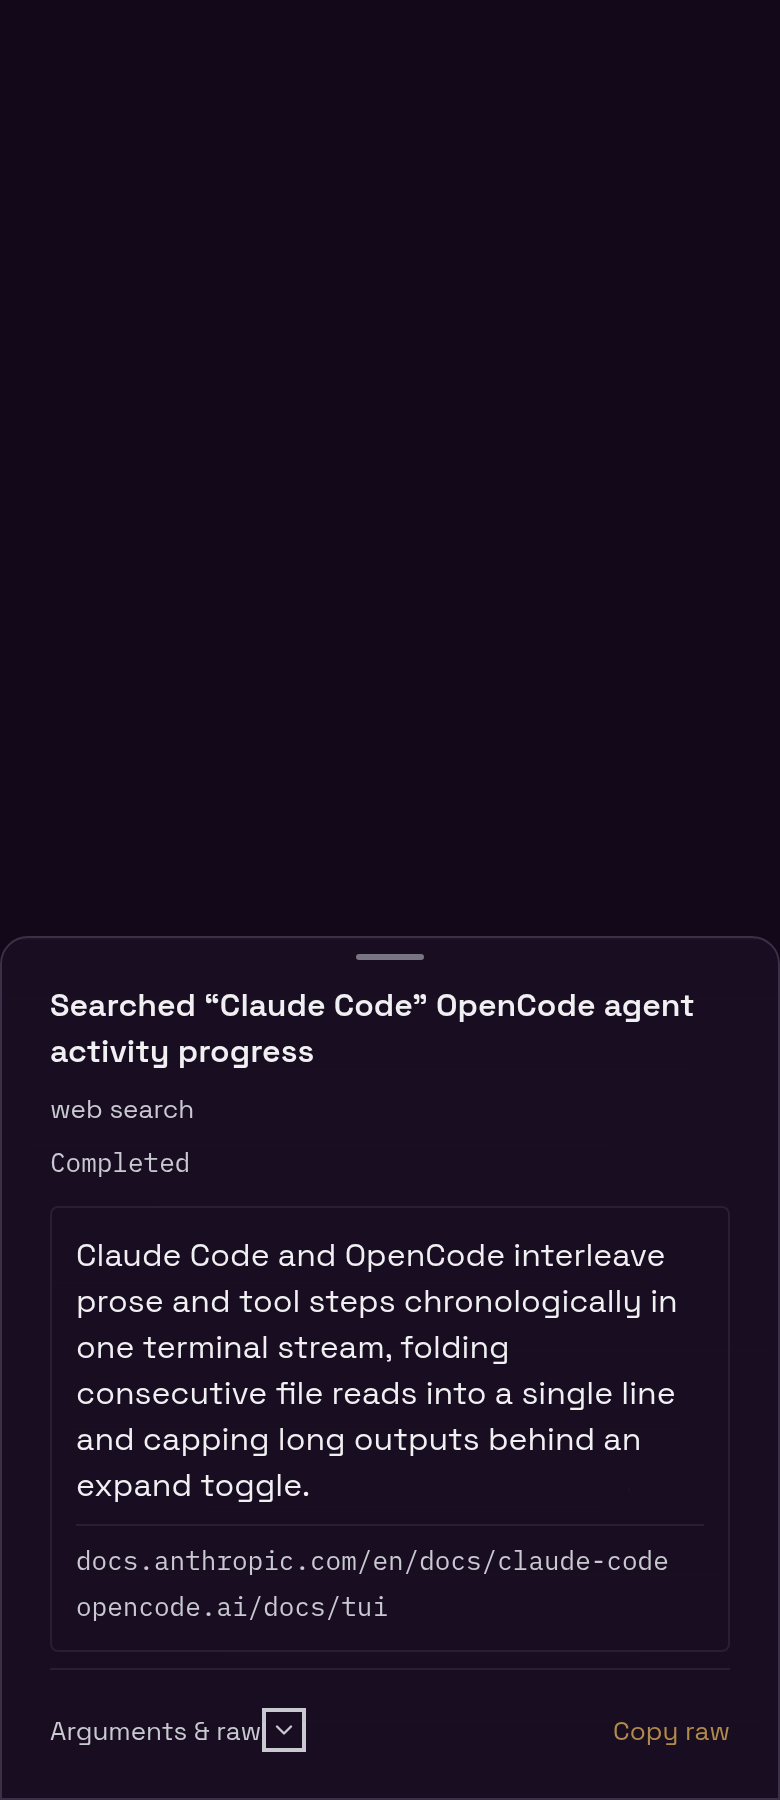 Searched “Claude Code” OpenCode agent
activity progress
web search
Completed
Claude Code and OpenCode interleave
prose and tool steps chronologically in
one terminal stream, folding
consecutive file reads into a single line
and capping long outputs behind an
expand toggle.
docs.anthropic.com/en/docs/claude-code
opencode.ai/docs/tui
Arguments & raw
Copy raw